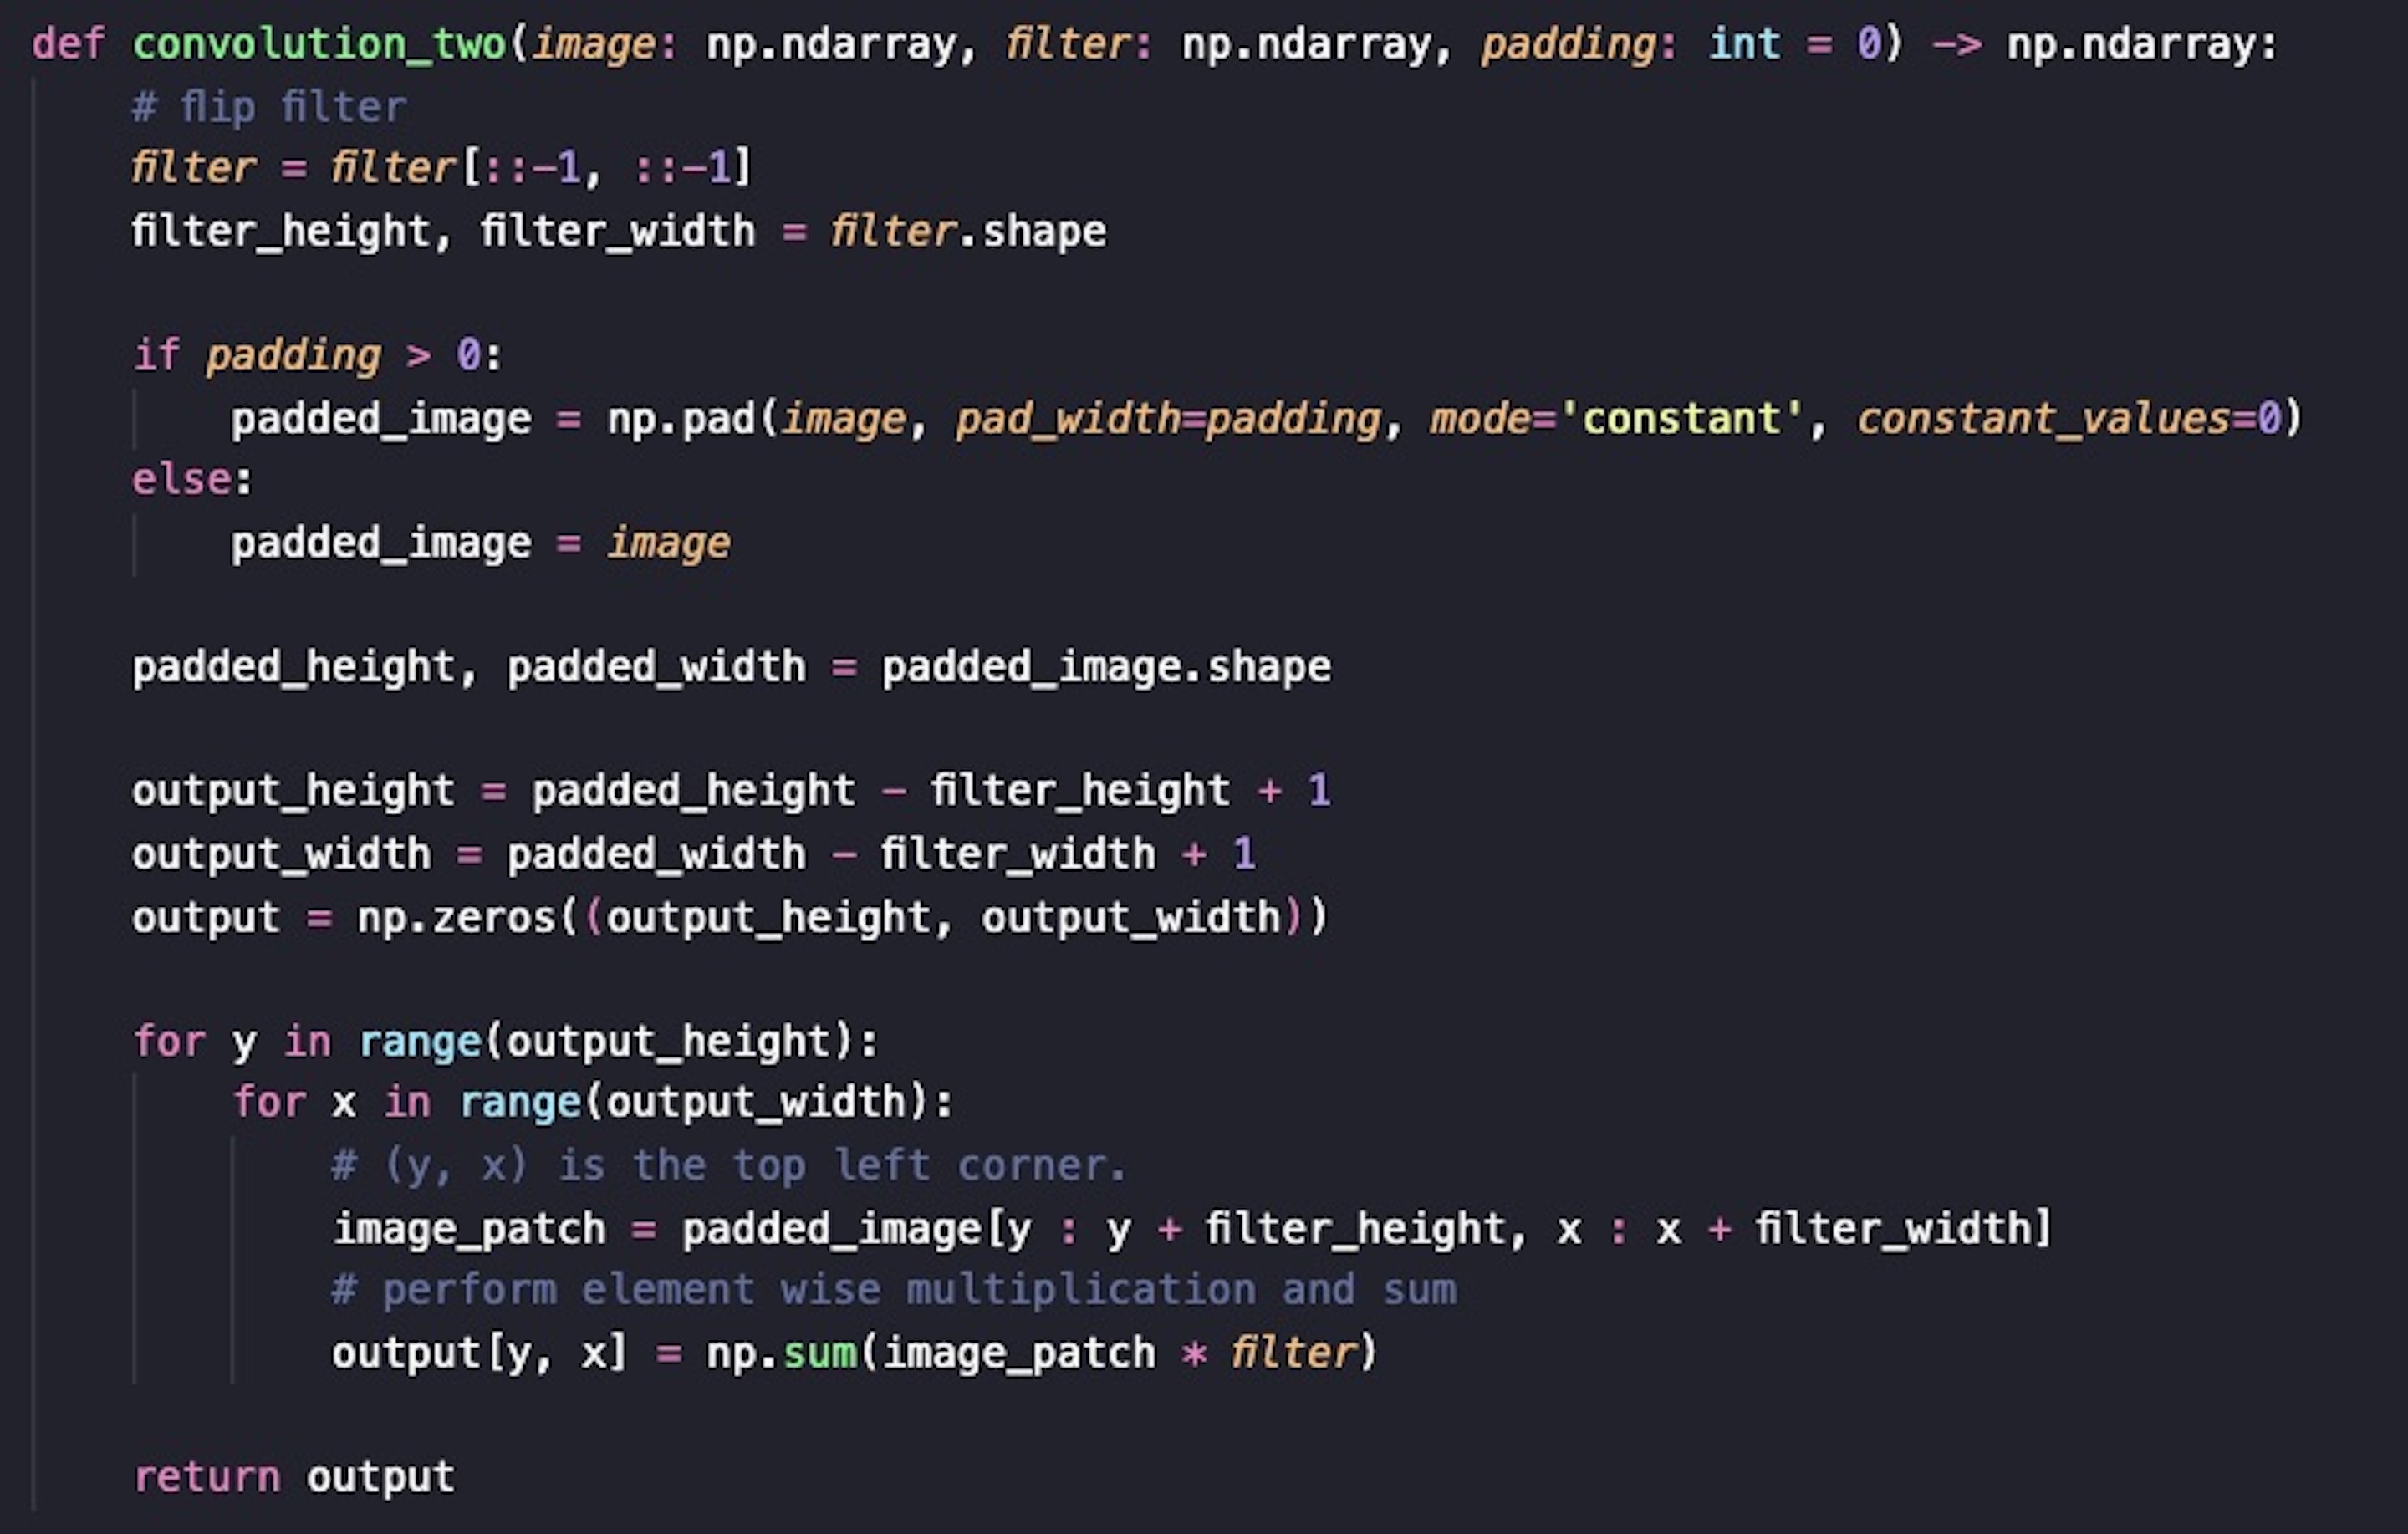 def convolution_two(image: np.ndarray, filter: np.ndarray, padding: int = 0) -> np.ndarray:
    # flip filter
    filter = filter[::-1, ::-1]
    filter_height, filter_width = filter.shape

    if padding > 0:
        padded_image = np.pad(image, pad_width=padding, mode='constant', constant_values=0)
    else:
        padded_image = image

    padded_height, padded_width = padded_image.shape

    output_height = padded_height - filter_height + 1
    output_width = padded_width - filter_width + 1
    output = np.zeros((output_height, output_width))

    for y in range(output_height):
        for x in range(output_width):
            # (y, x) is the top left corner.
            image_patch = padded_image[y : y + filter_height, x : x + filter_width]
            # perform element wise multiplication and sum
            output[y, x] = np.sum(image_patch * filter)

    return output